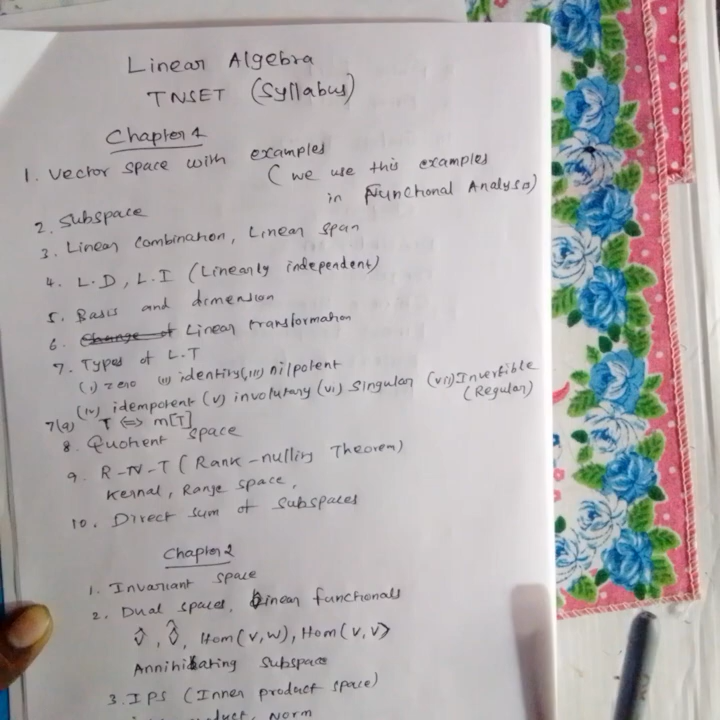 Linear Algebra
TNSET (Syllabus)
Chapter 1
1. Vector space with examples
( we use this examples
in Functional Analysis)
2. Subspace
3. Linear Combination, Linear span
4. L.D, L.I (Linearly independent)
5. Basis and dimension
6. Change of Linear transformation
7. Types of L.T
(i) zero (ii) identity (iii) nilpotent
(iv) idempotent (v) involutary (vi) Singular (vii) Invertible
(Regular)
7(a) T <=> m[T]
8. Quotient space
9. R-N-T ( Rank-nullity Theorem)
Kernal, Range space,
10. Direct sum of subspaces
Chapter 2
1. Invariant space
2. Dual spaces, Linear functionals
V̂, V̂̂, Hom(V,W), Hom(V,V)
Annihilating subspace
3. IPS (Inner product space)
product, Norm